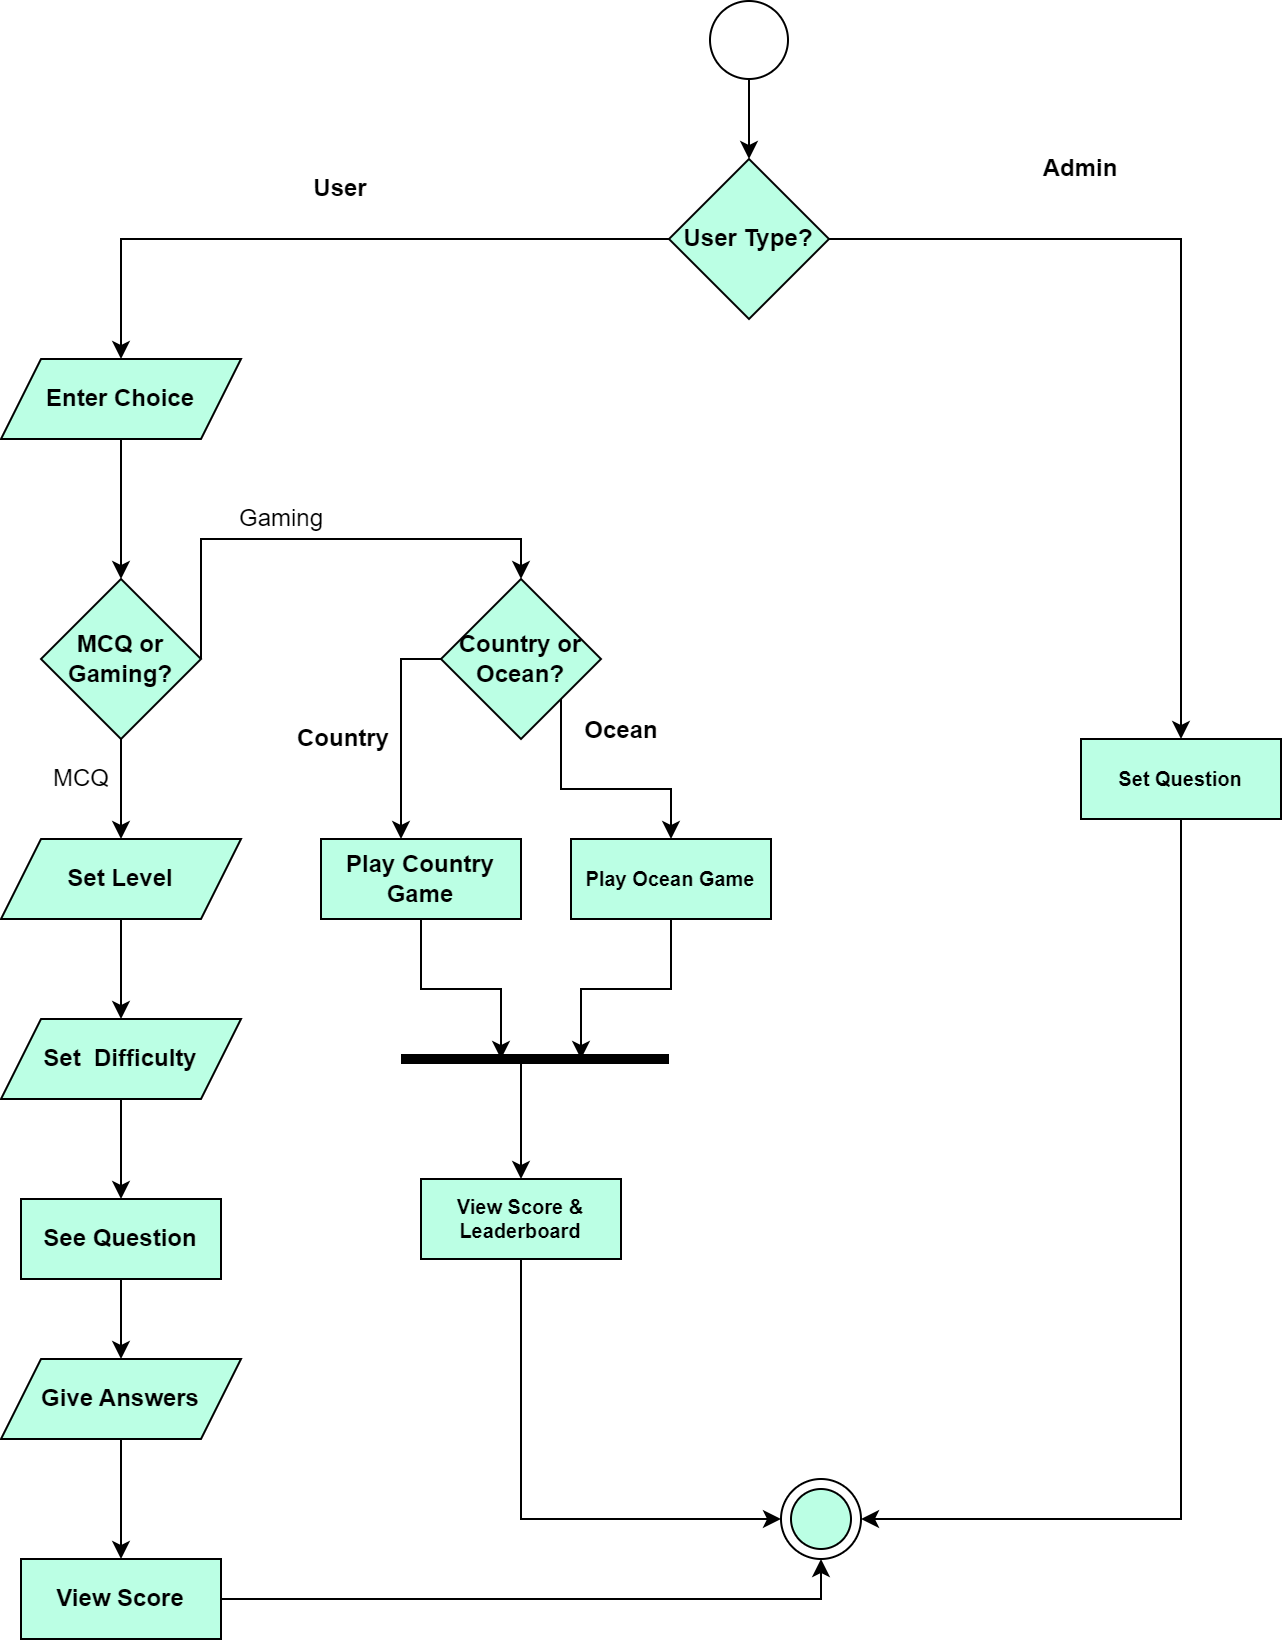 Admin
User
User Type?
Enter Choice
Gaming
MCQ or
Gaming?
Country or
Ocean?
Ocean
Country
MCQ
Set Question
Set Level
Play Country
Game
Play Ocean Game
Set  Difficulty
View Score &
Leaderboard
See Question
Give Answers
View Score